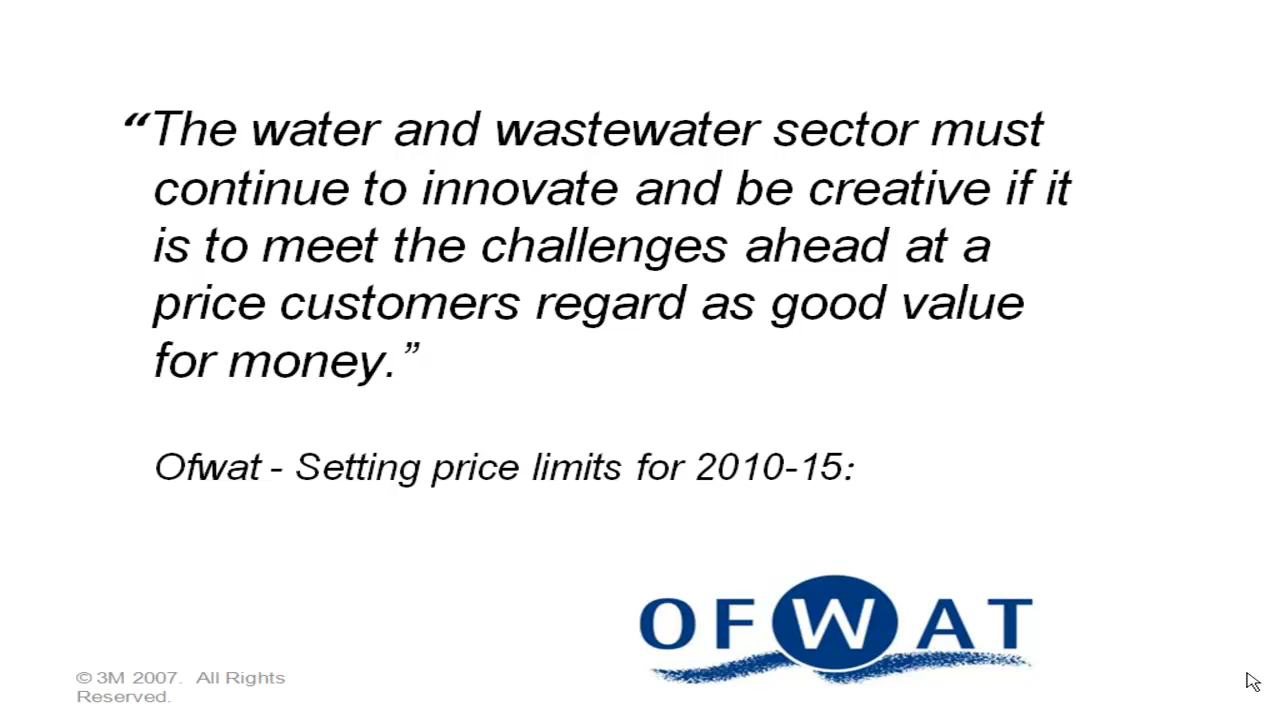 “The water and wastewater sector must
continue to innovate and be creative if it
is to meet the challenges ahead at a
price customers regard as good value
for money.”
Ofwat - Setting price limits for 2010-15:
OFWAT
© 3M 2007. All Rights
Reserved.